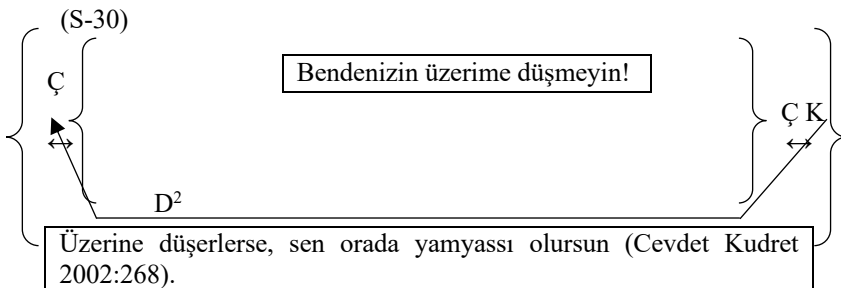 (S-30)
Bendenizin üzerime düşmeyin!
Ç
Ç K
↔ ↔
D²
Üzerine düşerlerse, sen orada yamyassı olursun (Cevdet Kudret
2002:268).